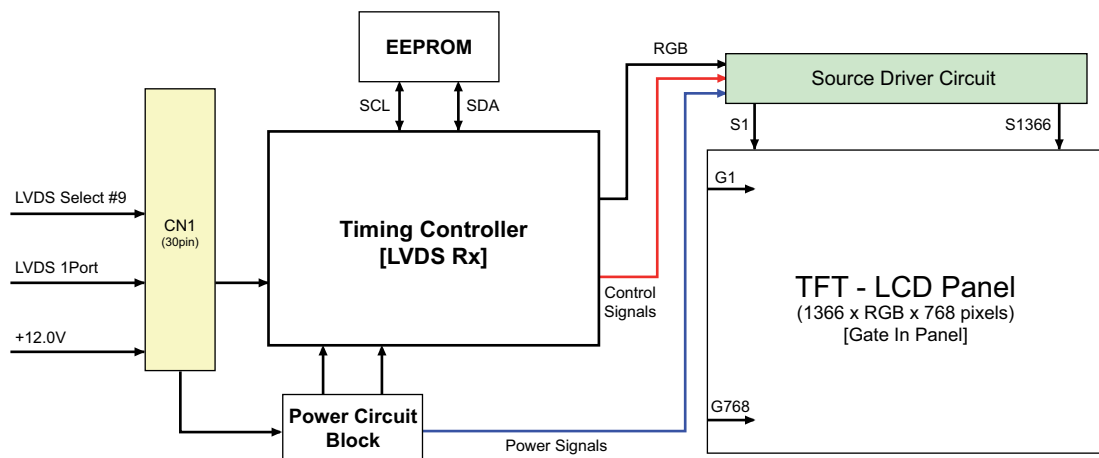 EEPROM
SCL
SDA
RGB
Source Driver Circuit
S1
S1366
LVDS Select #9
LVDS 1Port
+12.0V
CN1
(30pin)
Timing Controller
[LVDS Rx]
Control
Signals
G1
TFT - LCD Panel
(1366 x RGB x 768 pixels)
[Gate In Panel]
G768
Power Circuit
Block
Power Signals